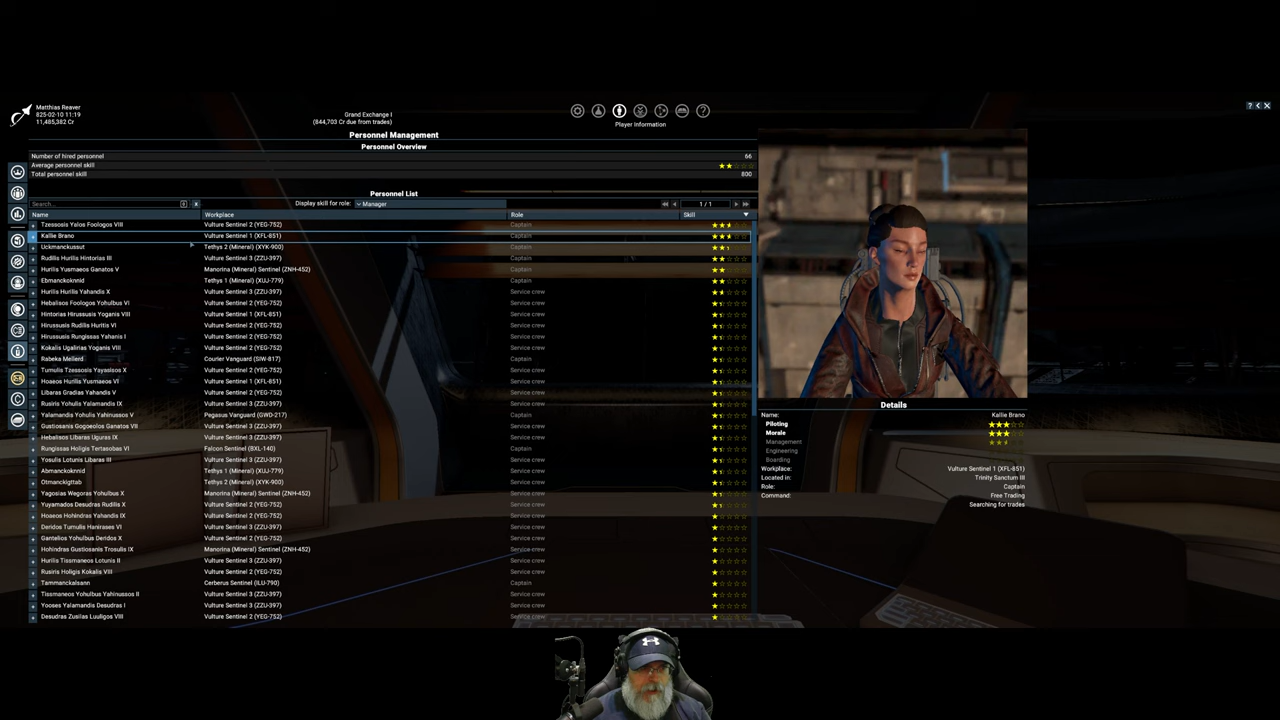 Matthias Reaver
825-02-10 11:19
11,485,382 Cr
Grand Exchange I
(844,703 Cr due from trades)
Player Information
Personnel Management
Personnel Overview
Number of hired personnel 66
Average personnel skill
Total personnel skill 800
Personnel List
Search... Display skill for role: Manager 1 / 1
Name Workplace Role Skill
Tzessosis Yalos Foologos VIII Vulture Sentinel 2 (YEG-752) Captain
Kallie Brano Vulture Sentinel 1 (XFL-851) Captain
Uckmanckussut Tethys 2 (Mineral) (XYK-900) Captain
Rudilis Hurilis Hintorias III Vulture Sentinel 3 (ZZU-397) Captain
Hurilis Yusmaeos Ganatos V Manorina (Mineral) Sentinel (ZNH-452) Captain
Ebmanckoknnid Tethys 1 (Mineral) (XUJ-779) Captain
Hurilis Hurilis Yahandis X Vulture Sentinel 3 (ZZU-397) Service crew
Hebalisos Foologos Yohulbus VI Vulture Sentinel 2 (YEG-752) Service crew
Hintorias Hirussusis Yoganis VIII Vulture Sentinel 1 (XFL-851) Service crew
Hirussusis Rudilis Huritis VI Vulture Sentinel 2 (YEG-752) Service crew
Hirussusis Rungissas Yahanis I Vulture Sentinel 2 (YEG-752) Service crew
Kokalis Ugalirias Yoganis VIII Vulture Sentinel 2 (YEG-752) Service crew
Rabeka Mellerd Courier Vanguard (SIW-817) Captain
Tumulis Tzessosis Yayasisos X Vulture Sentinel 2 (YEG-752) Service crew
Hoaeos Hurilis Yusmaeos VI Vulture Sentinel 1 (XFL-851) Service crew
Libaras Gradias Yahandis V Vulture Sentinel 2 (YEG-752) Service crew
Rusiris Yohulis Yalamandis IX Vulture Sentinel 3 (ZZU-397) Service crew
Yalamandis Yohulis Yahinussos V Pegasus Vanguard (GWD-217) Captain
Gustiosanis Gogoeolos Ganatos VII Vulture Sentinel 3 (ZZU-397) Service crew
Hebalisos Libaras Uguras IX Vulture Sentinel 3 (ZZU-397) Service crew
Rungissas Holigis Tertasobas VI Falcon Sentinel (BXL-140) Captain
Yosulis Lotunis Libaras III Vulture Sentinel 3 (ZZU-397) Service crew
Abmanckoknnid Tethys 1 (Mineral) (XUJ-779) Service crew
Otmanckigttab Tethys 2 (Mineral) (XYK-900) Service crew
Yagosias Wegoras Yohulbus X Manorina (Mineral) Sentinel (ZNH-452) Service crew
Yuyamados Desudras Rudilis X Vulture Sentinel 2 (YEG-752) Service crew
Hoaeos Hohindras Yahandis IX Vulture Sentinel 2 (YEG-752) Service crew
Deridos Tumulis Hanirases VI Vulture Sentinel 3 (ZZU-397) Service crew
Gantelios Yohulbus Deridos X Vulture Sentinel 2 (YEG-752) Service crew
Hohindras Gustiosanis Trosulis IX Manorina (Mineral) Sentinel (ZNH-452) Service crew
Hurilis Tissmaneos Lotunis II Vulture Sentinel 3 (ZZU-397) Service crew
Rusiris Holigis Kokalis VIII Vulture Sentinel 2 (YEG-752) Service crew
Tammanckalsann Cerberus Sentinel (ILU-790) Captain
Tissmaneos Yohulbus Yahinussos II Vulture Sentinel 3 (ZZU-397) Service crew
Yooses Yalamandis Desudras I Vulture Sentinel 3 (ZZU-397) Service crew
Desudras Zusilas Luuligos VIII Vulture Sentinel 2 (YEG-752) Service crew
Details
Name: Kallie Brano
Piloting
Morale
Management
Engineering
Boarding
Workplace: Vulture Sentinel 1 (XFL-851)
Located in: Trinity Sanctum III
Role: Captain
Command: Free Trading
Searching for trades